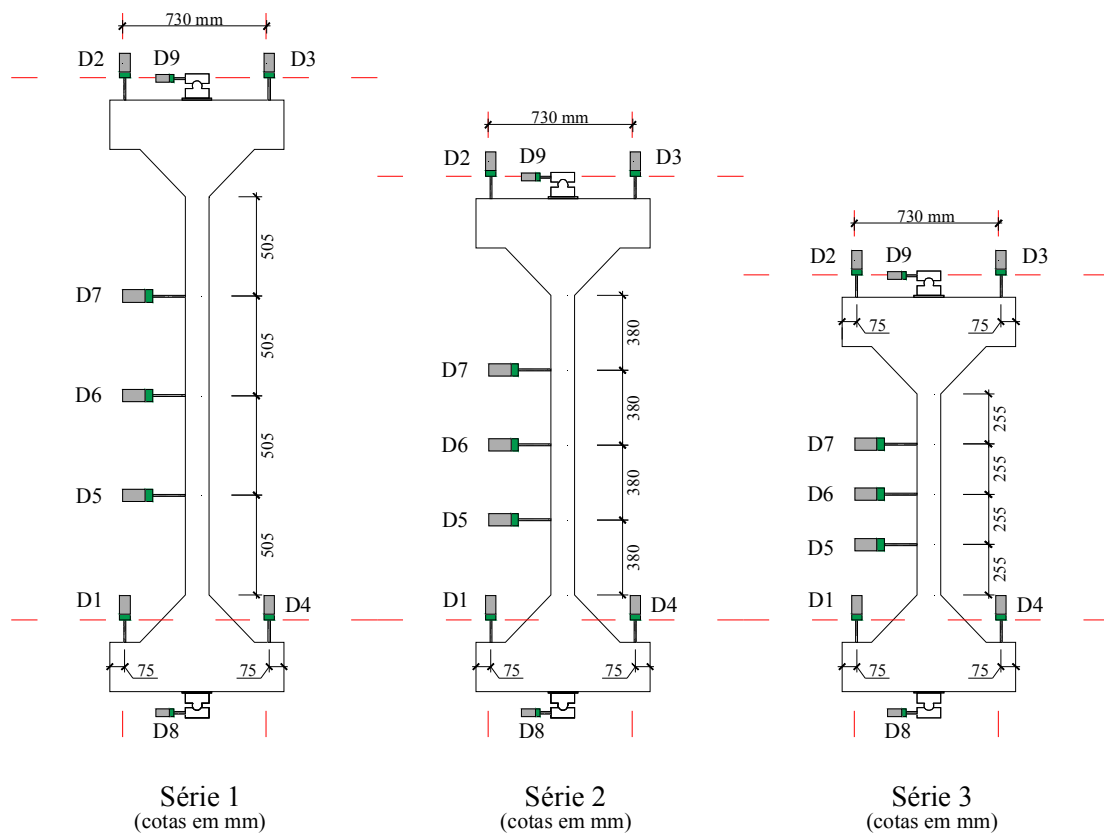 730 mm
D2
D9
D3
505
D7
505
D6
505
D5
505
D1
D4
75
75
D8
Série 1
(cotas em mm)
730 mm
D2
D9
D3
380
D7
380
D6
380
D5
380
D1
D4
75
75
D8
Série 2
(cotas em mm)
730 mm
D2
D9
D3
75
75
255
D7
255
D6
255
D5
255
D1
D4
75
75
D8
Série 3
(cotas em mm)